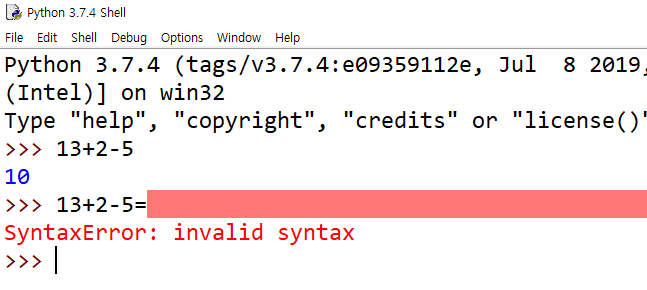 Python 3.7.4 Shell
File Edit Shell Debug Options Window Help
Python 3.7.4 (tags/v3.7.4:e09359112e, Jul  8 2019,
(Intel)] on win32
Type "help", "copyright", "credits" or "license()"
>>> 13+2-5
10
>>> 13+2-5=
SyntaxError: invalid syntax
>>>